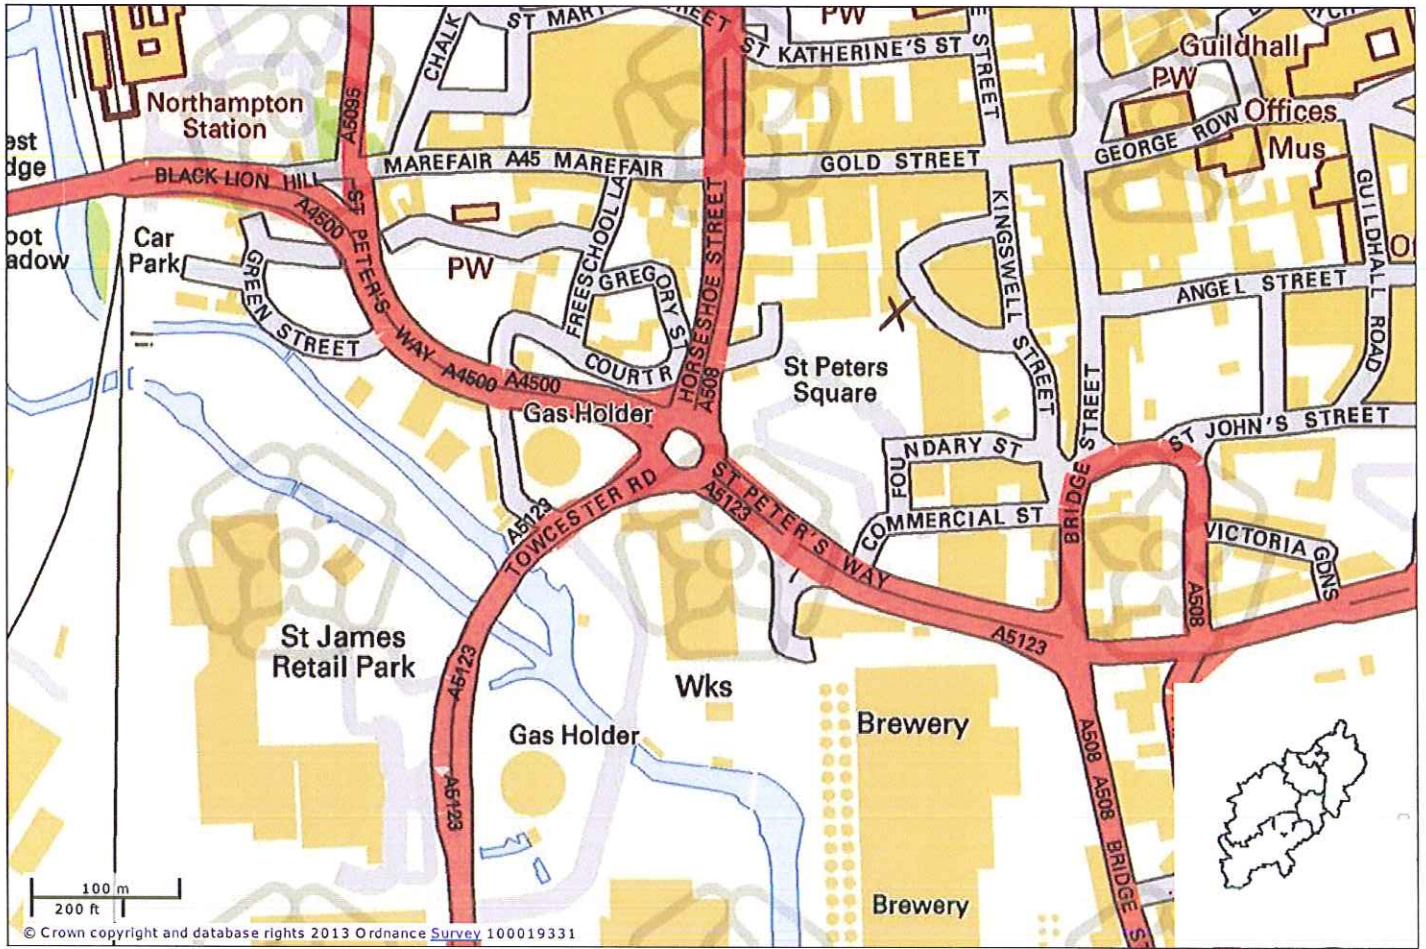 CHALK
ST MARY
STREET
ST KATHERINE'S ST
PW
STREET
Guildhall
PW
Offices
Mus
GEORGE ROW
Northampton
Station
A5095
est
dge
BLACK LION HILL
MAREFAIR A45 MAREFAIR
GOLD STREET
GUILDHALL ROAD
oot
adow
Car
Park
A4500
ST PETER'S WAY
PW
FREESCHOOL LA
GREGORY ST
HORSESHOE STREET
KINGSWELL STREET
X
ANGEL STREET
O
GREEN STREET
A4500 A4500
COURT R
A508
St Peters
Square
STREET
BRIDGE
ST JOHN'S STREET
Gas Holder
FOUNDARY ST
COMMERCIAL ST
A5123
TOWCESTER RD
ST PETER'S WAY
A5123
VICTORIA GDNS
A508
A5123
St James
Retail Park
A5123
Wks
Brewery
Gas Holder
A5123
A508 A508
BRIDGE ST
Brewery
100 m
200 ft
© Crown copyright and database rights 2013 Ordnance Survey 100019331